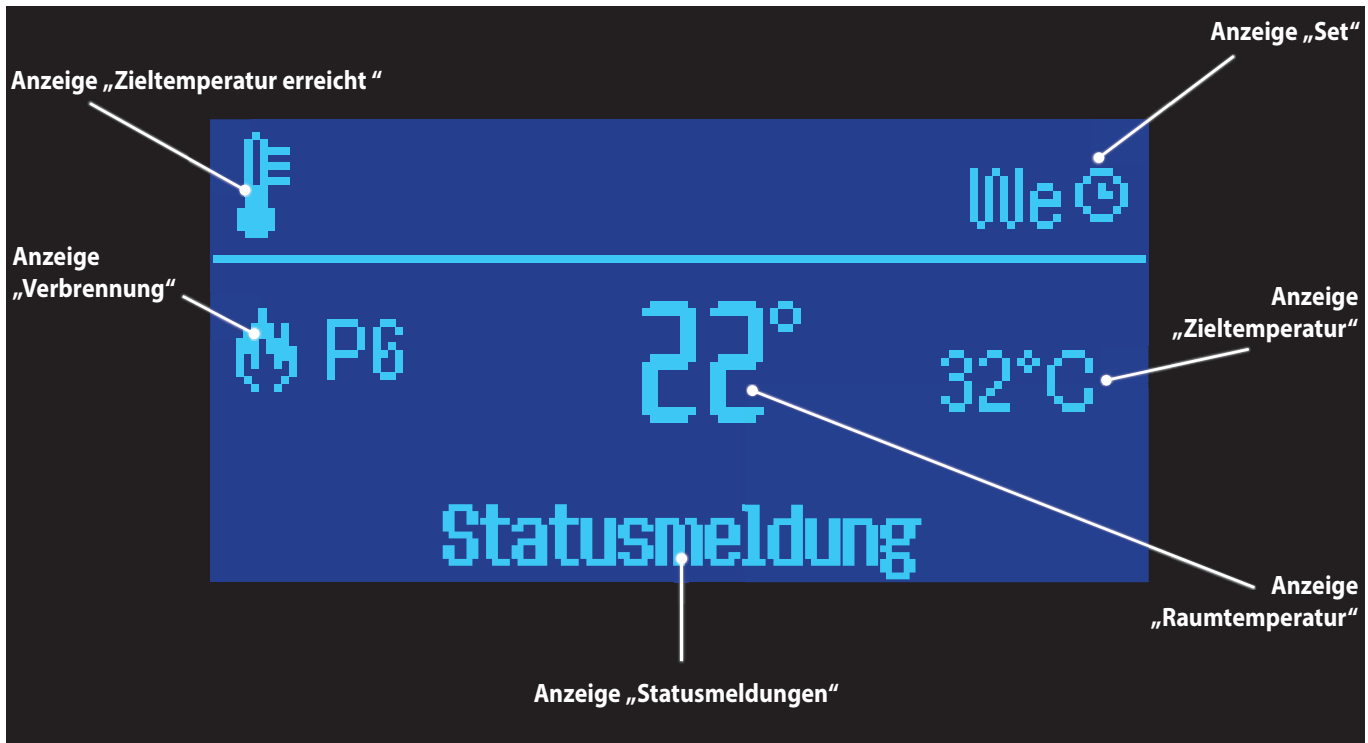 Anzeige „Set“
Anzeige „Zieltemperatur erreicht “
We
Anzeige
„Verbrennung“
P6
22°
32°C
Anzeige
„Zieltemperatur“
Statusmeldung
Anzeige
„Raumtemperatur“
Anzeige „Statusmeldungen“